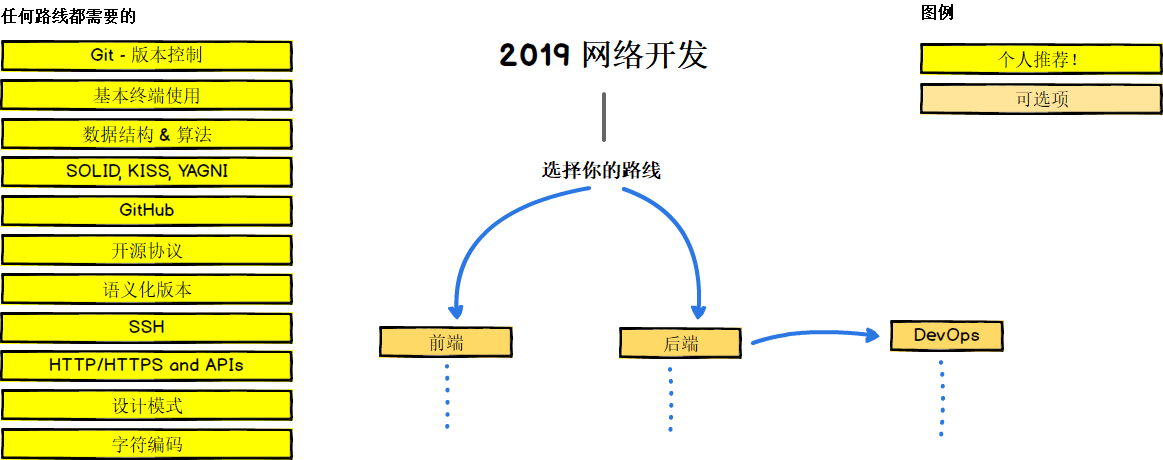 任何路线都需要的
Git - 版本控制
基本终端使用
数据结构 & 算法
SOLID, KISS, YAGNI
GitHub
开源协议
语义化版本
SSH
HTTP/HTTPS and APIs
设计模式
字符编码
2019 网络开发
选择你的路线
前端
后端
DevOps
图例
个人推荐！
可选项